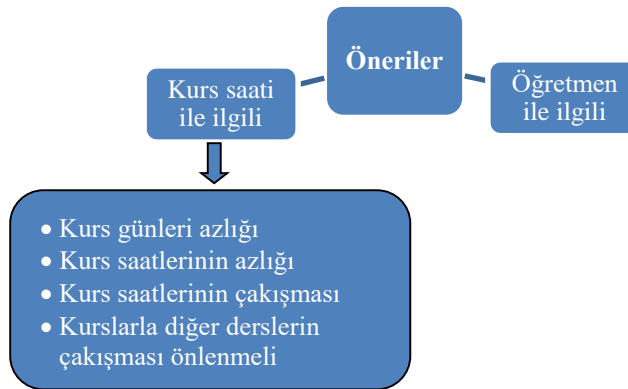 Öneriler
Kurs saati
ile ilgili
Öğretmen
ile ilgili
• Kurs günleri azlığı
• Kurs saatlerinin azlığı
• Kurs saatlerinin çakışması
• Kurslarla diğer derslerin
çakışması önlenmeli